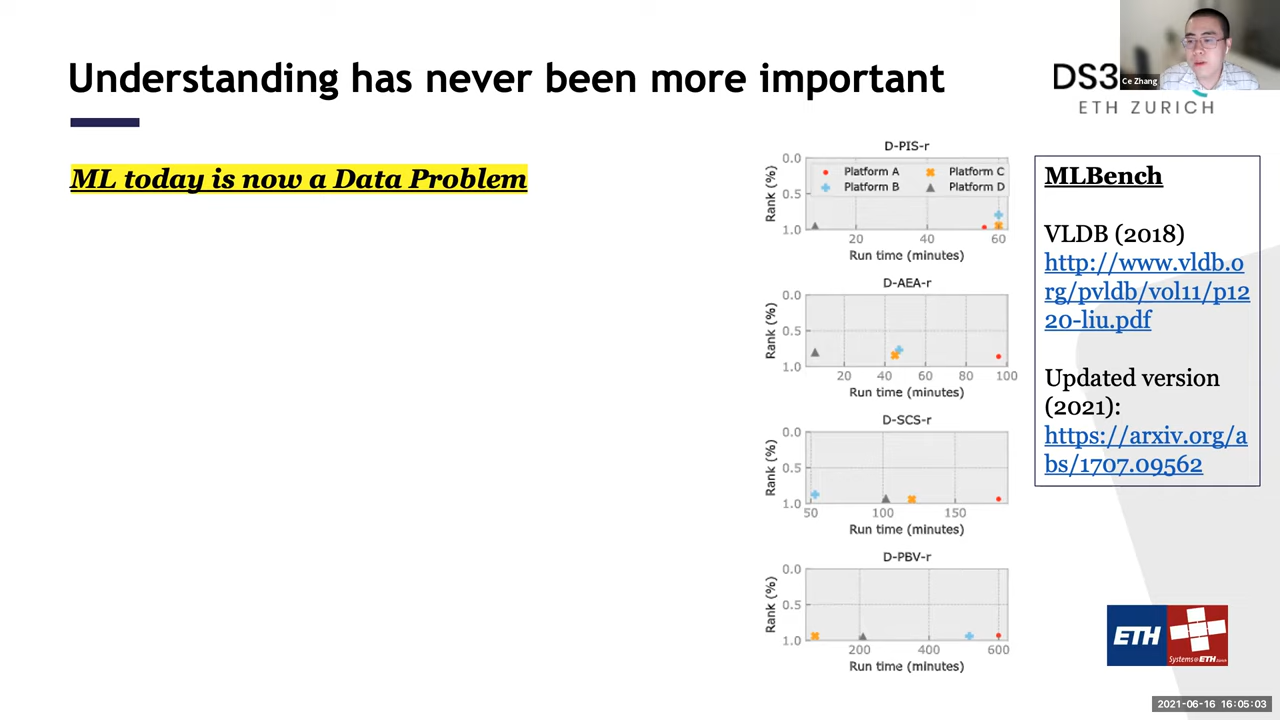 Understanding has never been more important
DS3
ETH ZURICH
Ce Zhang
ML today is now a Data Problem
D-PIS-r
Rank (%)
0.0
0.5
1.0
Platform A
Platform B
Platform C
Platform D
20 40 60
Run time (minutes)
D-AEA-r
Rank (%)
0.0
0.5
1.0
20 40 60 80 100
Run time (minutes)
D-SCS-r
Rank (%)
0.0
0.5
1.0
50 100 150
Run time (minutes)
D-PBV-r
Rank (%)
0.0
0.5
1.0
200 400 600
Run time (minutes)
MLBench
VLDB (2018)
http://www.vldb.o
rg/pvldb/vol11/p12
20-liu.pdf
Updated version
(2021):
https://arxiv.org/a
bs/1707.09562
ETH
Systems@ETH
2021-06-16 16:05:03